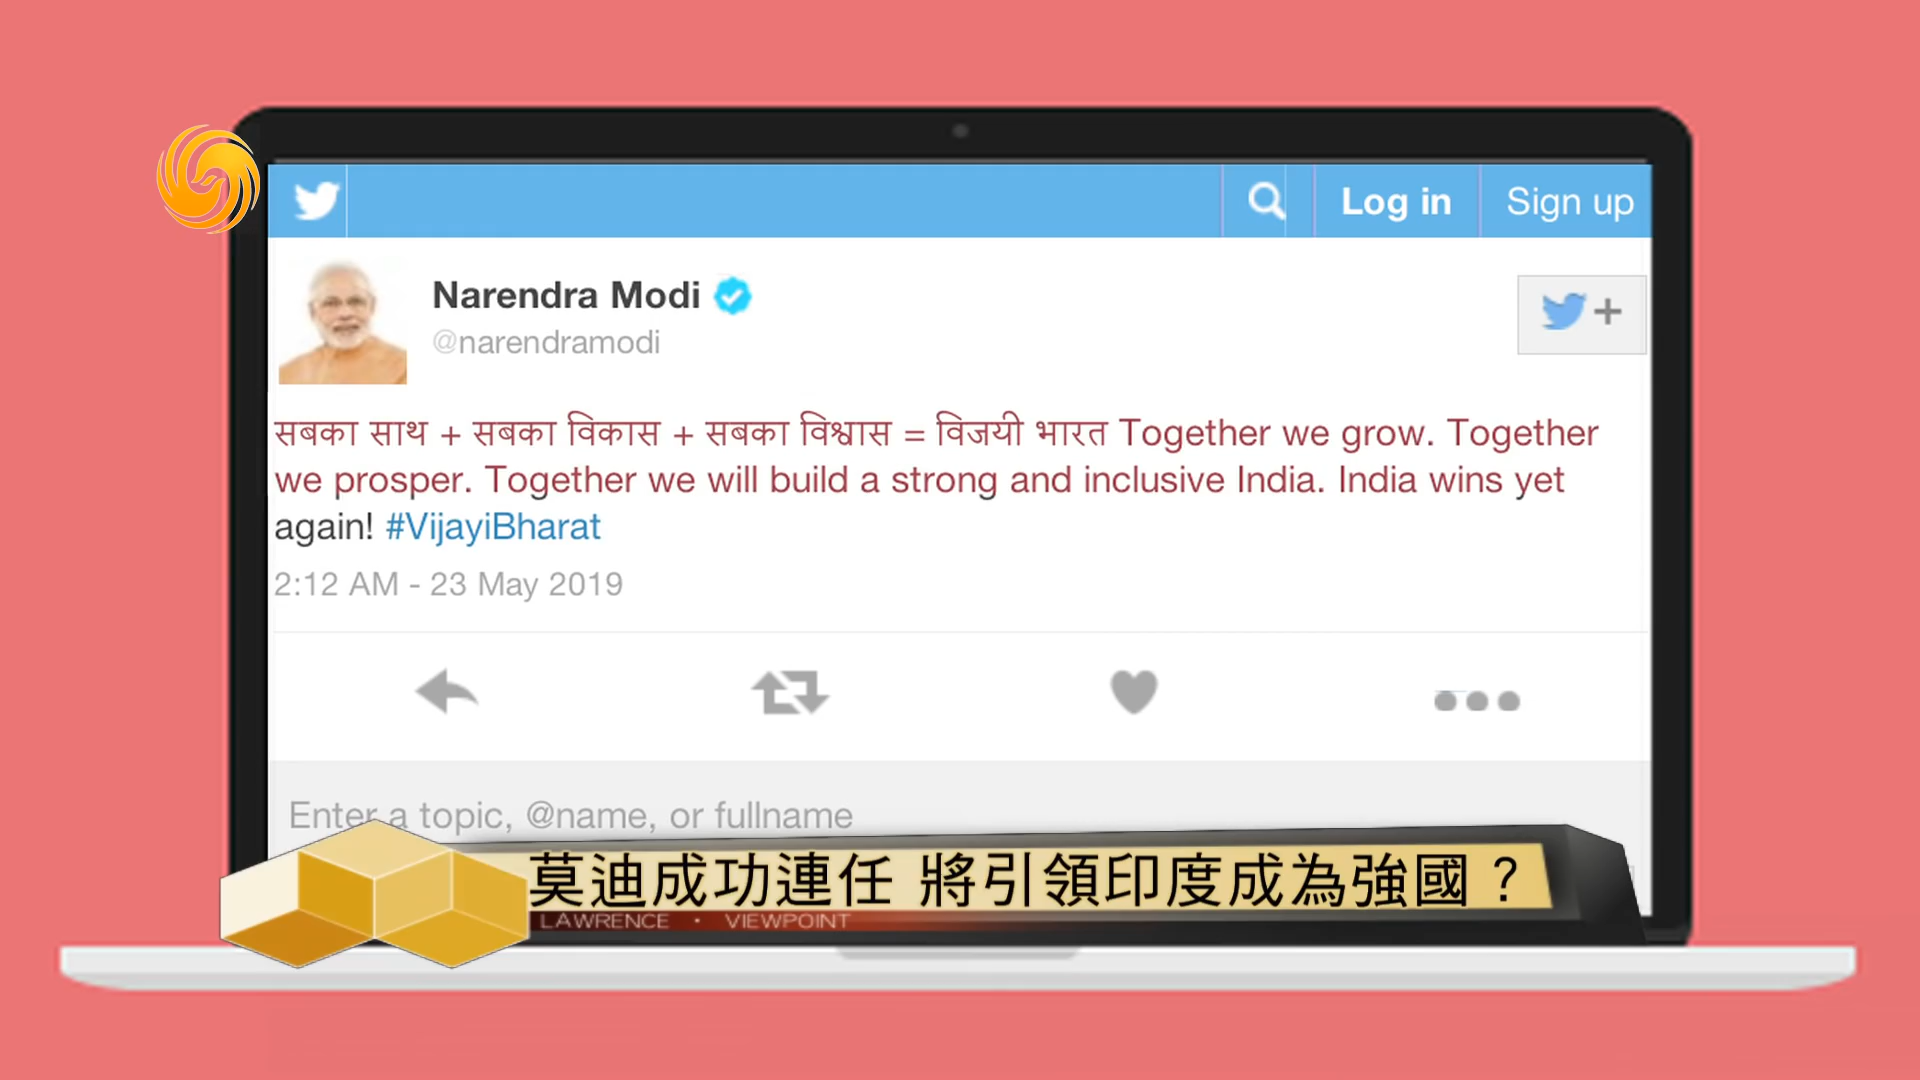 Log in
Sign up
Narendra Modi
@narendramodi
सबका साथ + सबका विकास + सबका विश्वास = विजयी भारत Together we grow. Together
we prosper. Together we will build a strong and inclusive India. India wins yet
again! #VijayiBharat
2:12 AM - 23 May 2019
Enter a topic, @name, or fullname
莫迪成功連任 將引領印度成為強國？
LAWRENCE • VIEWPOINT